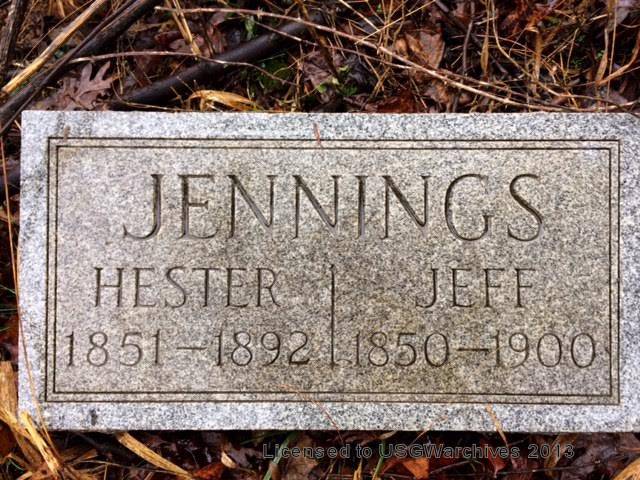 JENNINGS
HESTER JEFF
1851–1892 1850–1900
Licensed to USGWarchives 2013